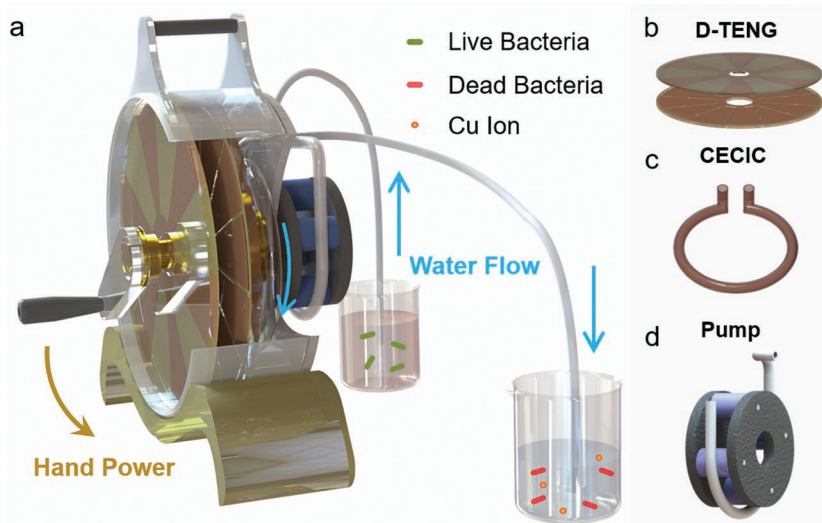 a
Live Bacteria
Dead Bacteria
Cu Ion
Water Flow
Hand Power
b
D-TENG
c
CECIC
d
Pump